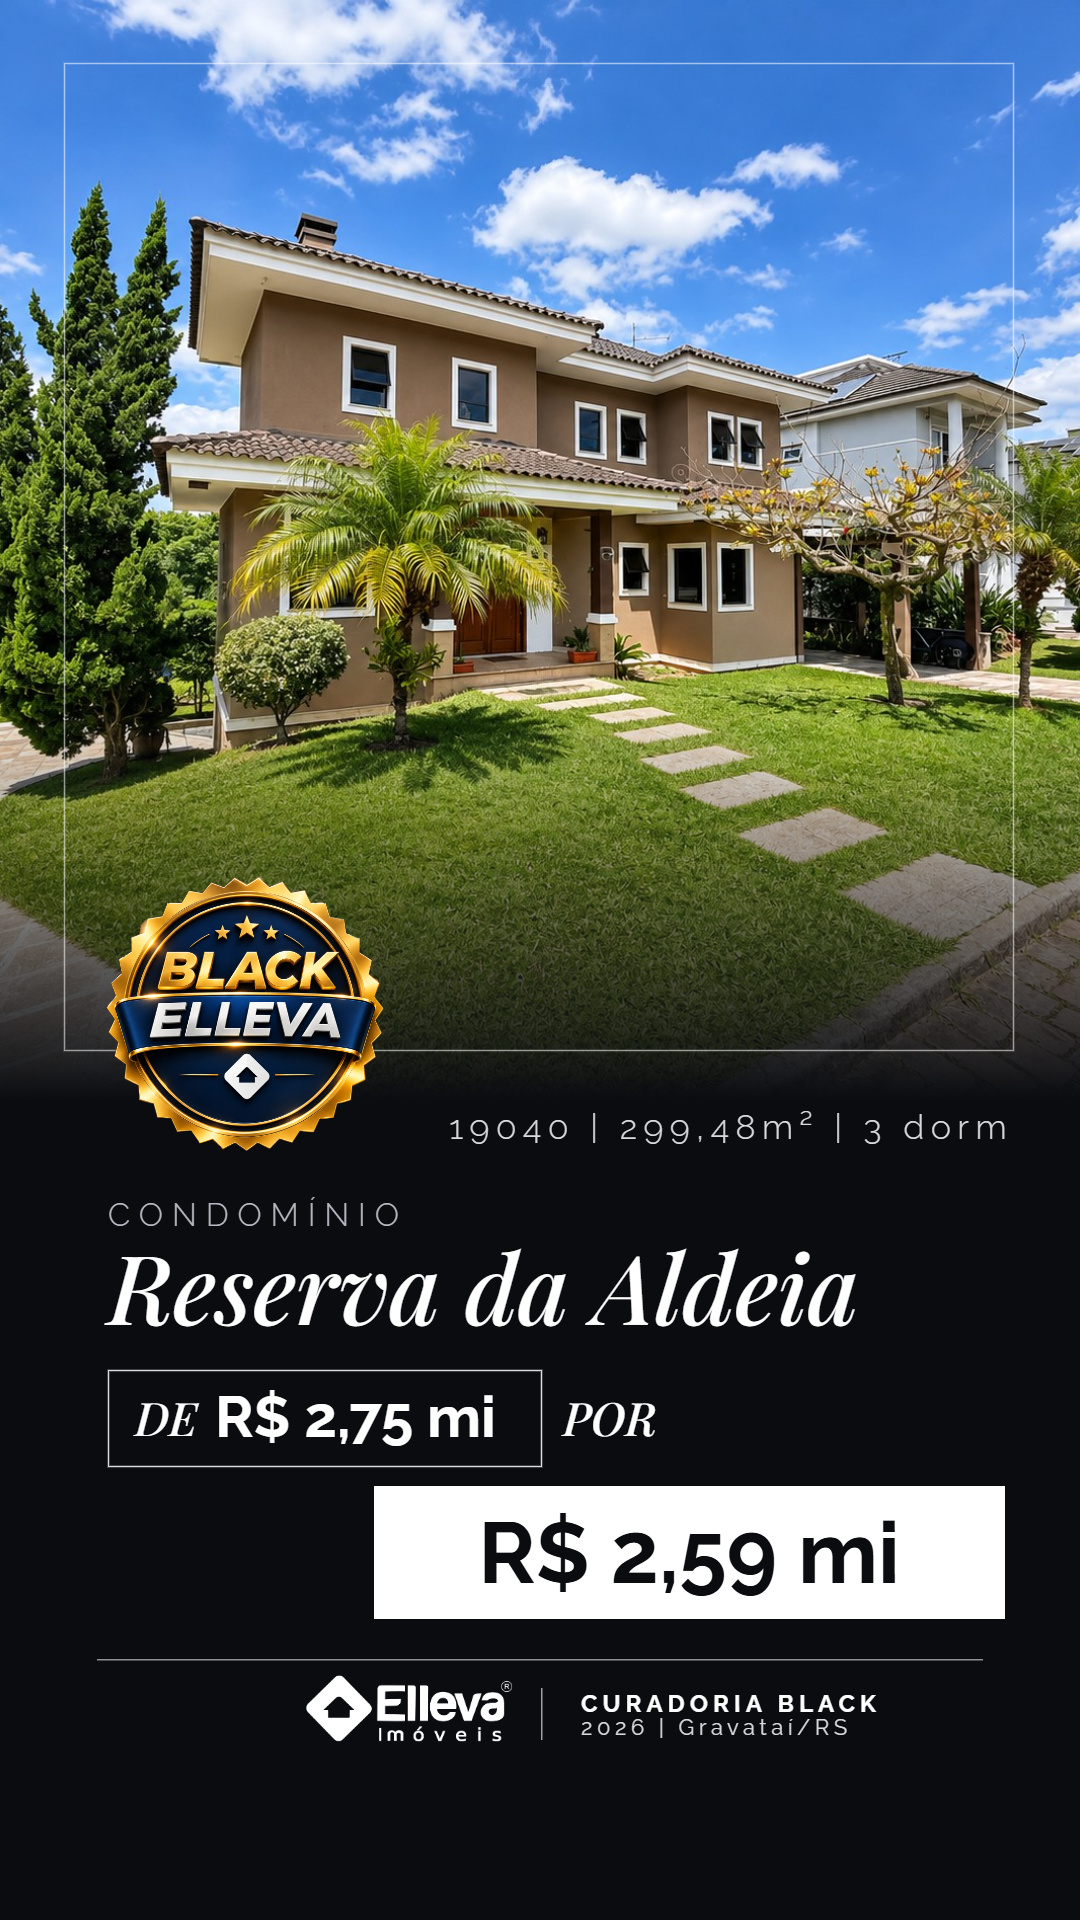 BLACK
ELLEVA
19040 | 299,48m² | 3 dorm
CONDOMÍNIO
Reserva da Aldeia
DE R$ 2,75 mi POR
R$ 2,59 mi
Elleva®
Imóveis
CURADORIA BLACK
2026 | Gravataí/RS